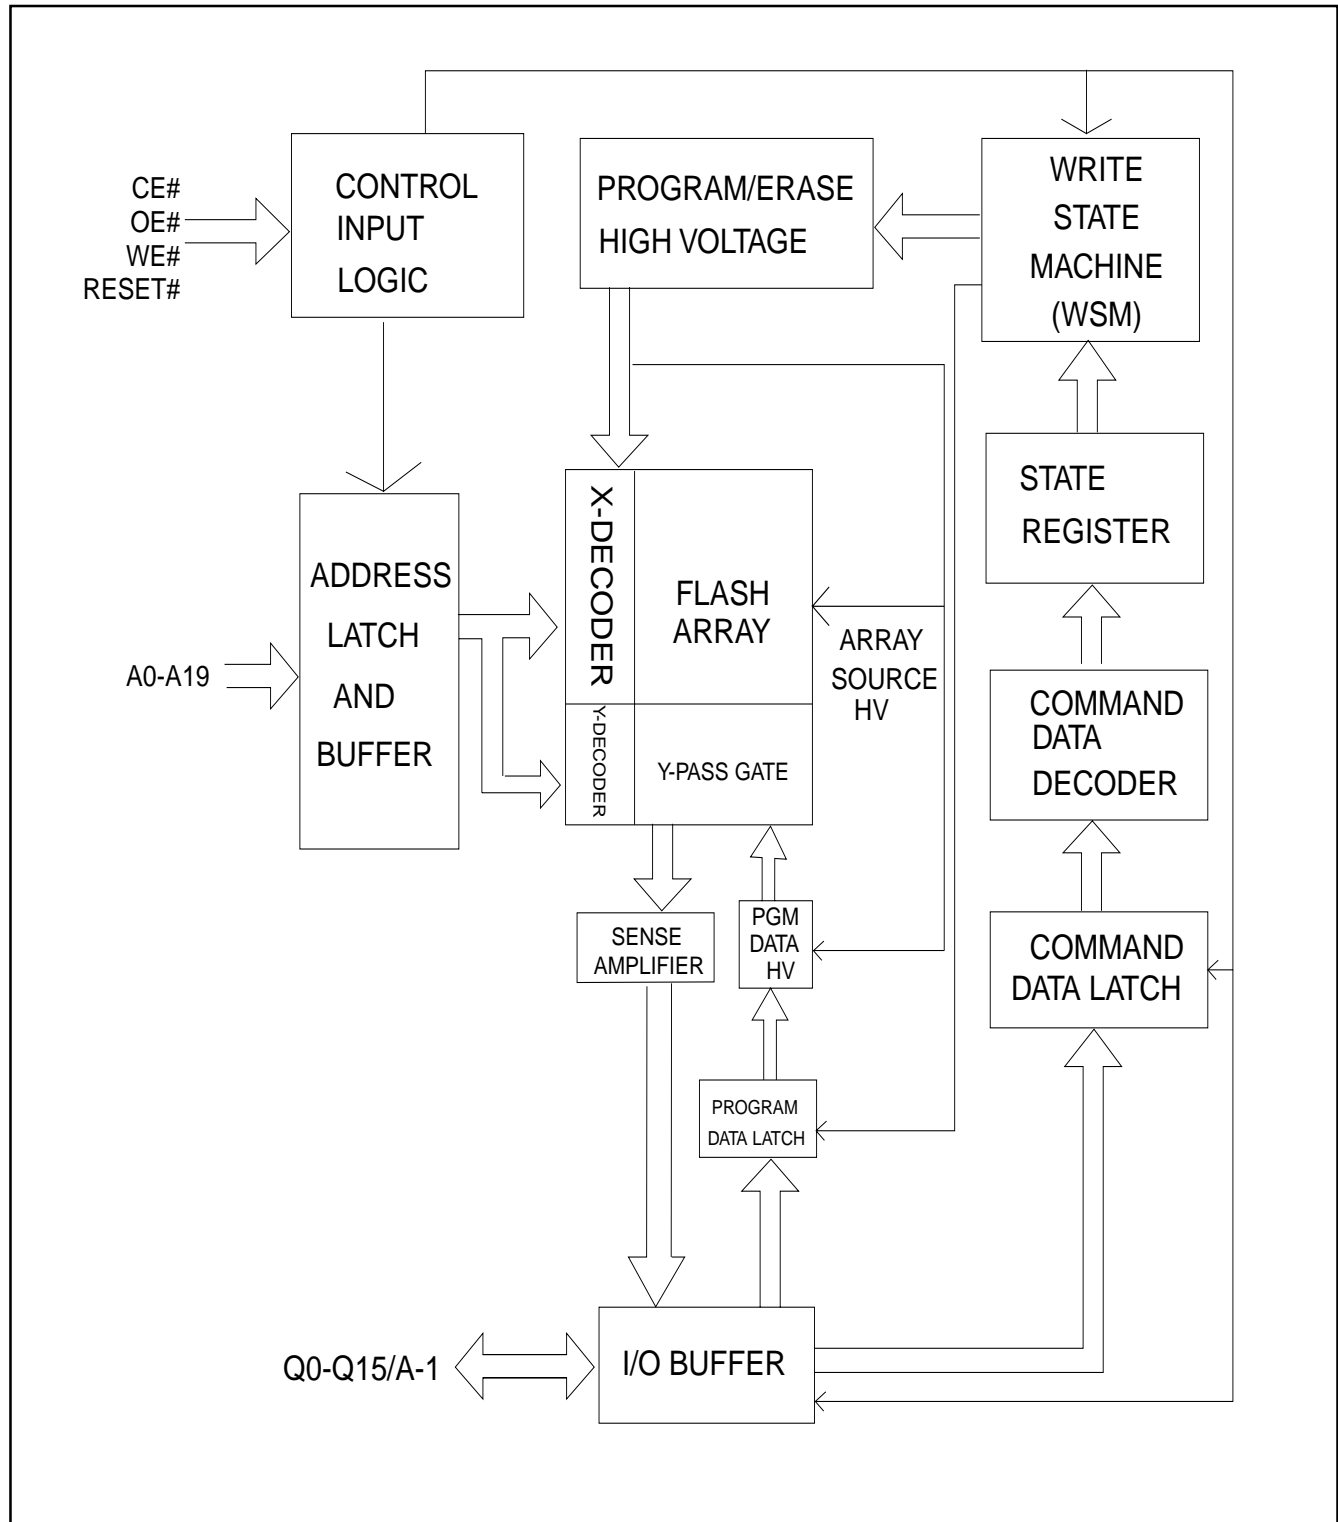 CE#
OE#
WE#
RESET#
CONTROL
INPUT
LOGIC
PROGRAM/ERASE
HIGH VOLTAGE
WRITE
STATE
MACHINE
(WSM)
STATE
REGISTER
A0-A19
ADDRESS
LATCH
AND
BUFFER
X-DECODER
FLASH
ARRAY
ARRAY
SOURCE
HV
Y-DECODER
Y-PASS GATE
COMMAND
DATA
DECODER
SENSE
AMPLIFIER
PGM
DATA
HV
COMMAND
DATA LATCH
PROGRAM
DATA LATCH
Q0-Q15/A-1
I/O BUFFER